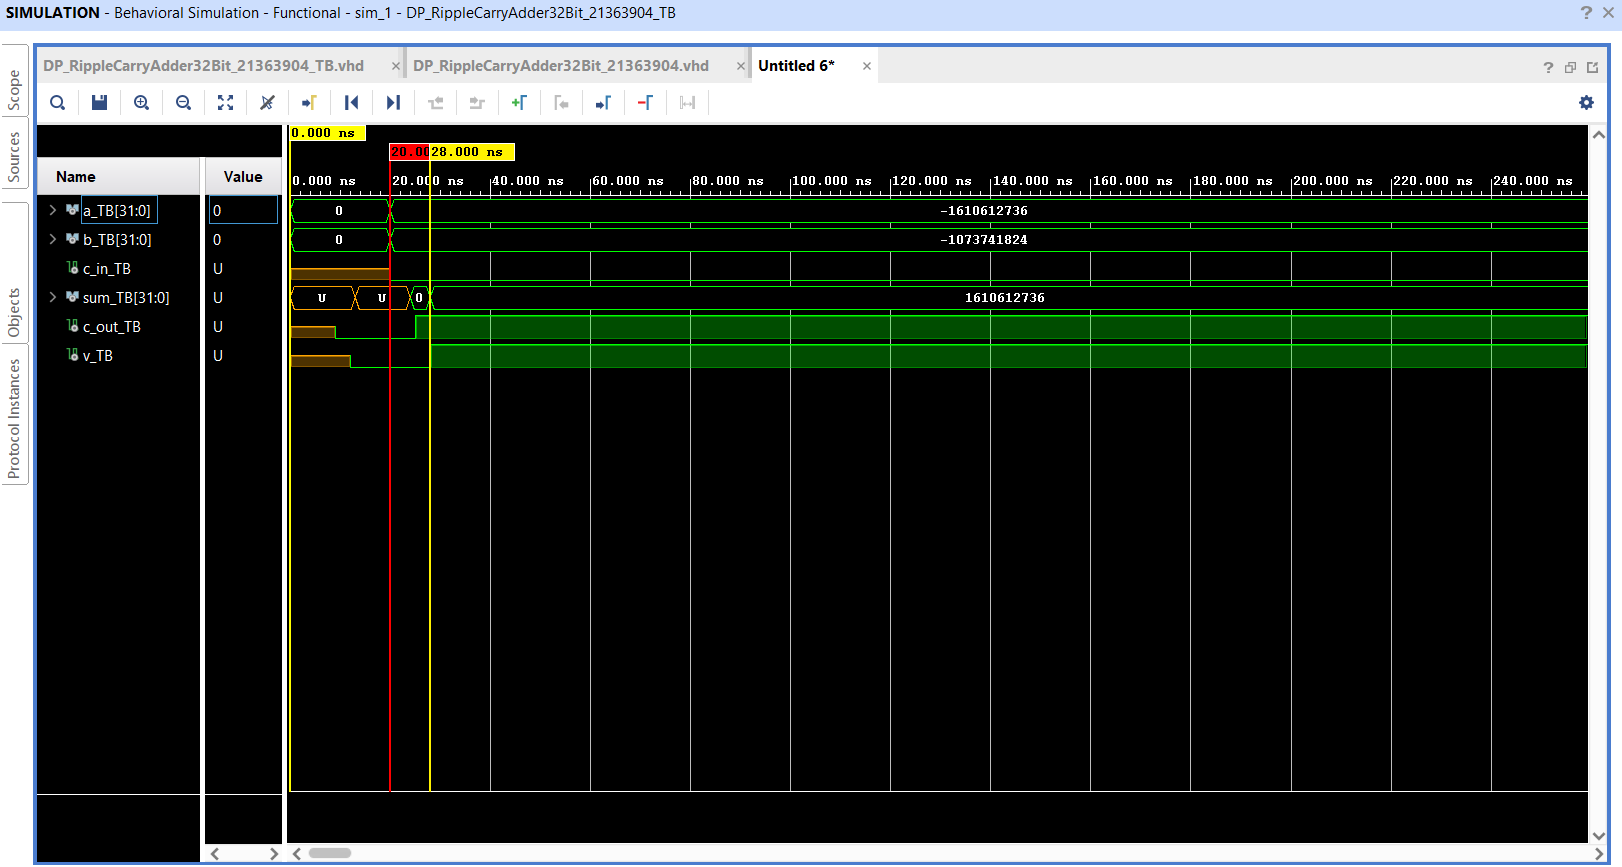 SIMULATION - Behavioral Simulation - Functional - sim_1 - DP_RippleCarryAdder32Bit_21363904_TB
Scope
Sources
Objects
Protocol Instances
DP_RippleCarryAdder32Bit_21363904_TB.vhd
DP_RippleCarryAdder32Bit_21363904.vhd
Untitled 6*
0.000 ns
20.00
28.000 ns
Name Value
0.000 ns 20.000 ns 40.000 ns 60.000 ns 80.000 ns 100.000 ns 120.000 ns 140.000 ns 160.000 ns 180.000 ns 200.000 ns 220.000 ns 240.000 ns
a_TB[31:0] 0 0 -1610612736
b_TB[31:0] 0 0 -1073741824
c_in_TB U
sum_TB[31:0] U U U 0 1610612736
c_out_TB U
v_TB U